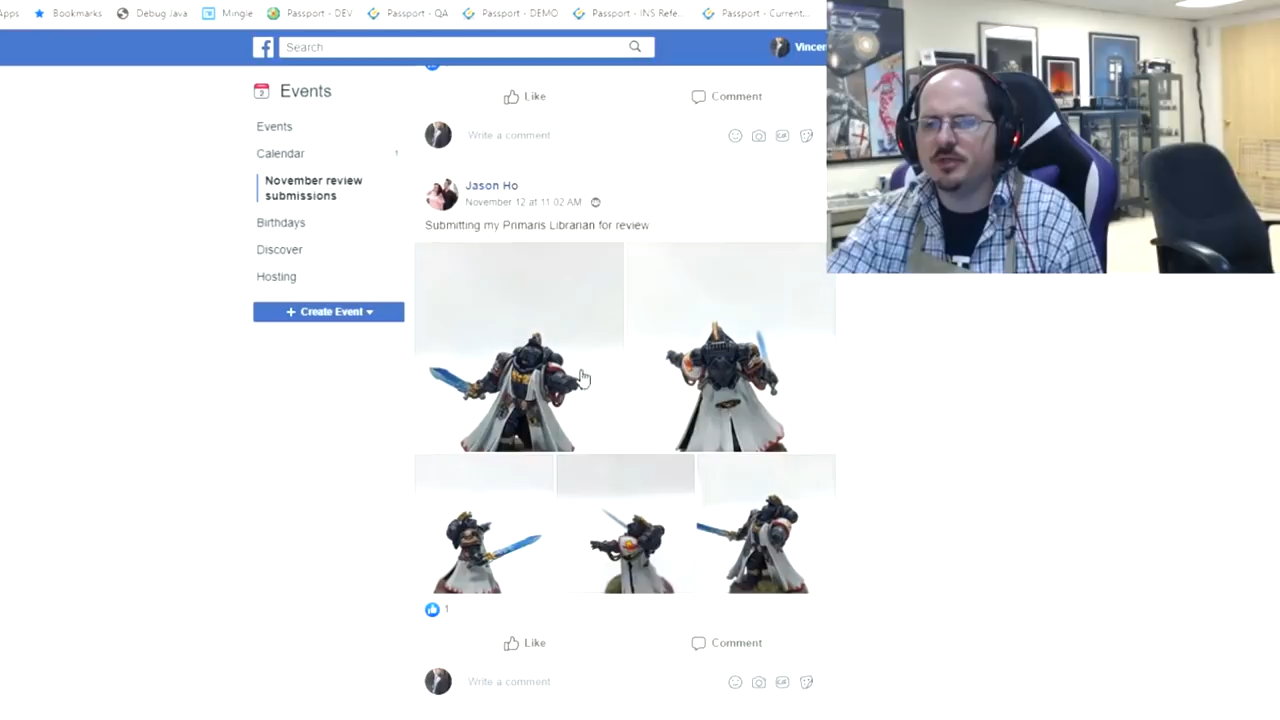 Apps
Bookmarks
Debug Java
Mingle
Passport - DEV
Passport - QA
Passport - DEMO
Passport - INS Refe...
Passport - Current...
Search
Vincen
Events
Like
Comment
Events
Write a comment
Calendar
1
November review
submissions
Jason Ho
November 12 at 11:02 AM
Birthdays
Submitting my Primaris Librarian for review
Discover
Hosting
+ Create Event
1
Like
Comment
Write a comment